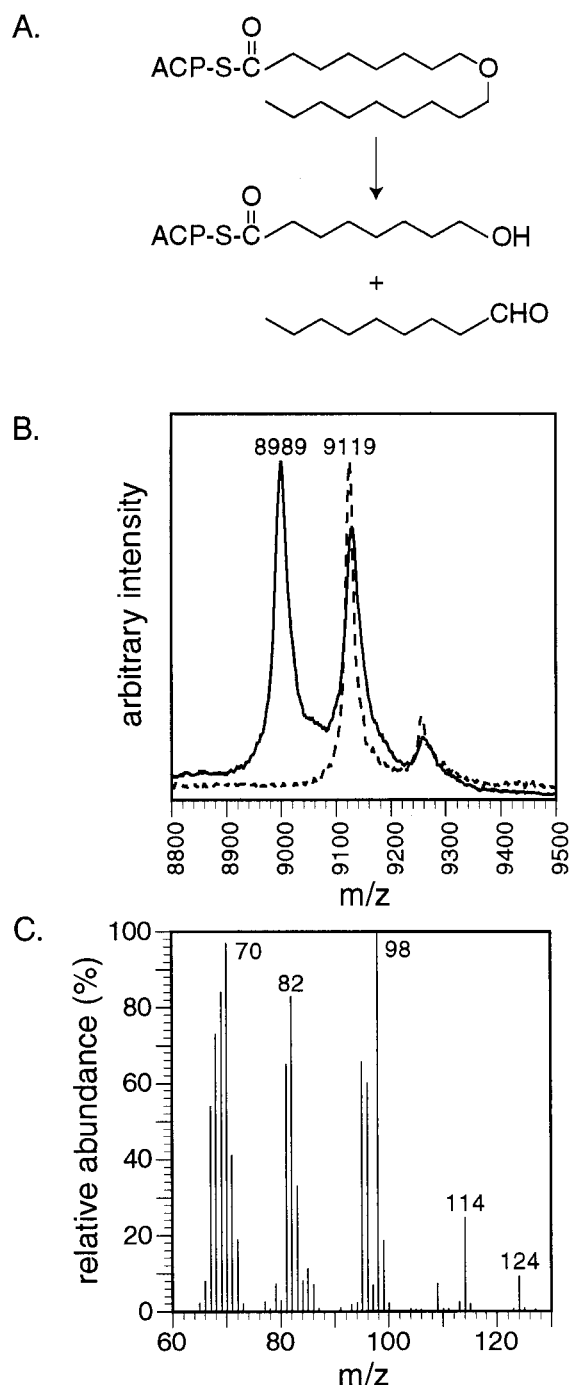 A.
O
ACP-S-C
O
O
ACP-S-C
OH
+
CHO
B.
8989 9119
arbitrary intensity
8800 8900 9000 9100 9200 9300 9400 9500
m/z
C.
100
80
60
40
20
0
relative abundance (%)
70
82
98
114
124
60 80 100 120
m/z